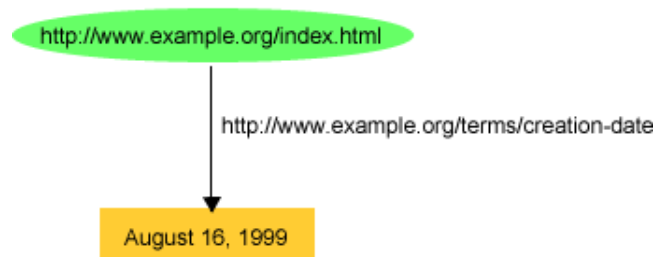 http://www.example.org/index.html
http://www.example.org/terms/creation-date
August 16, 1999